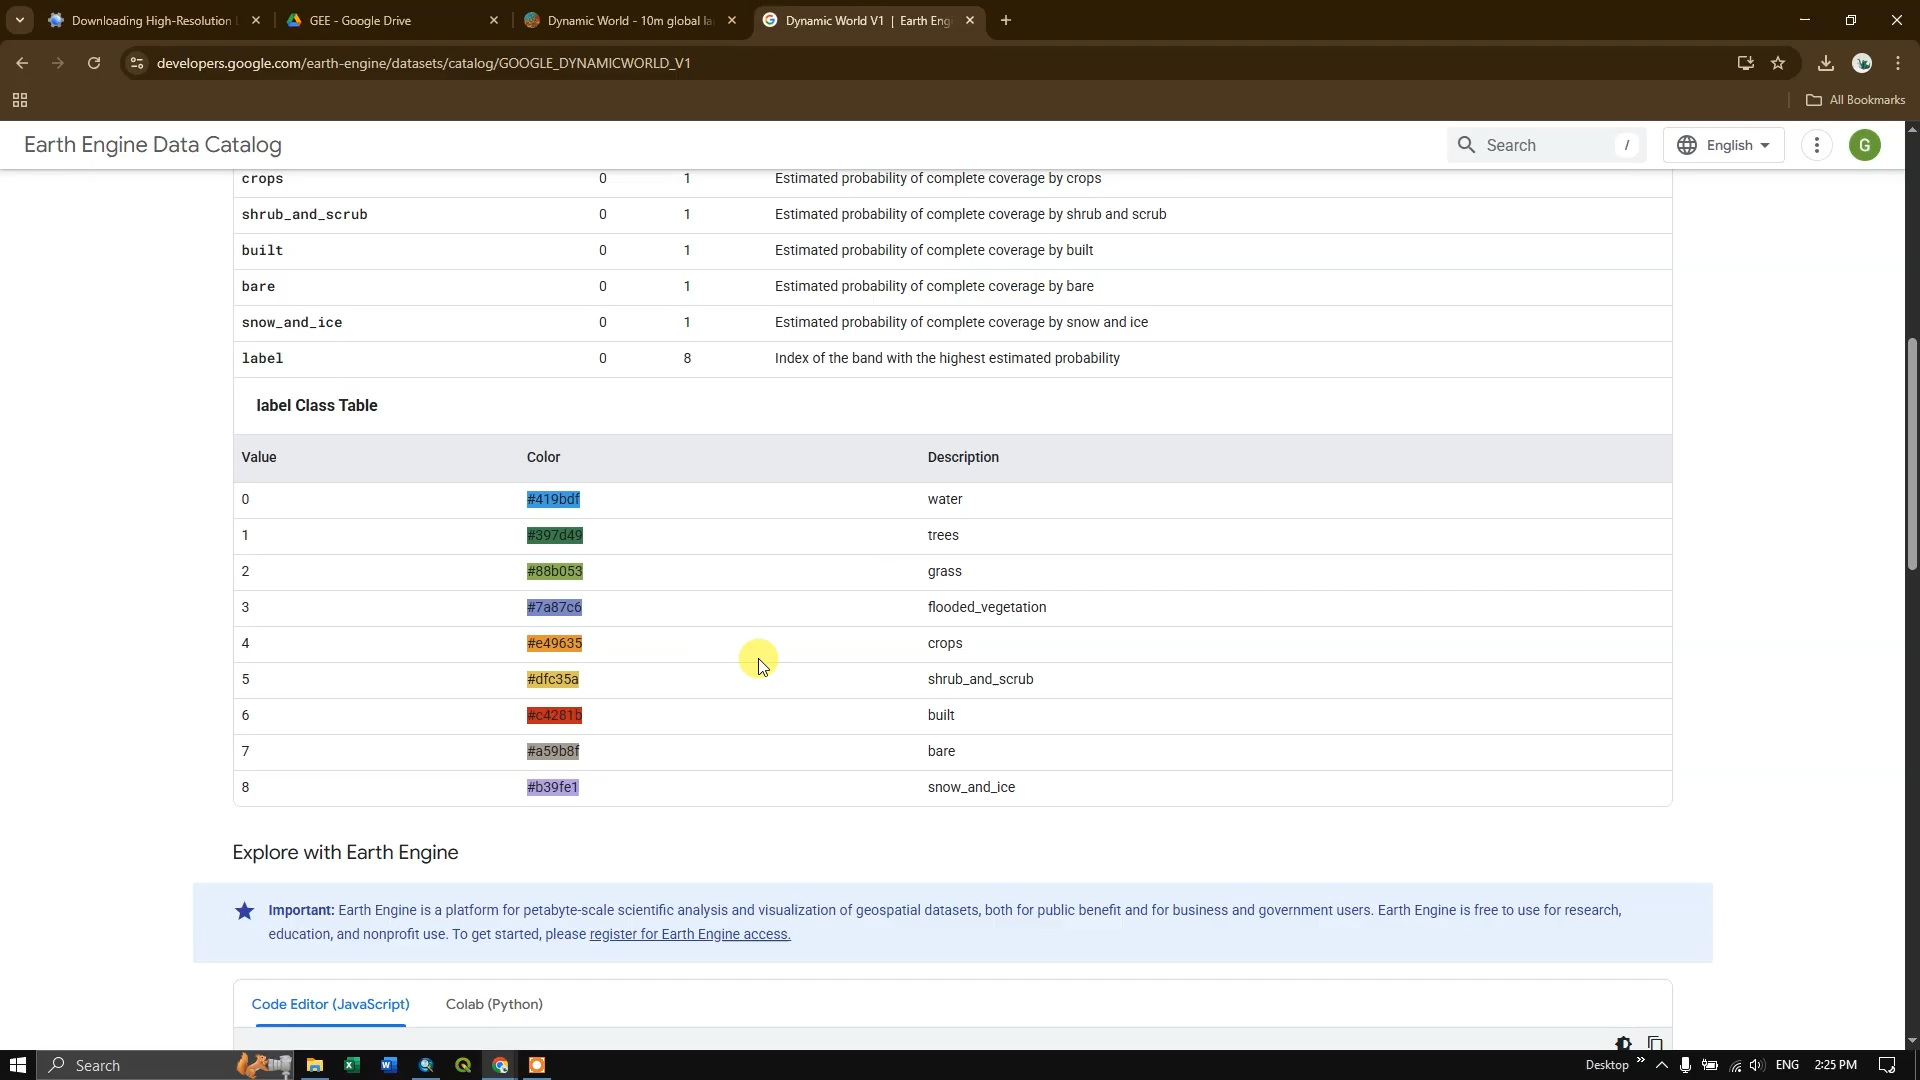 Downloading High-Resolution
GEE - Google Drive
Dynamic World - 10m global la
Dynamic World V1 | Earth Eng
developers.google.com/earth-engine/datasets/catalog/GOOGLE_DYNAMICWORLD_V1
All Bookmarks
Earth Engine Data Catalog
Search /
English
G
crops 0 1 Estimated probability of complete coverage by crops
shrub_and_scrub 0 1 Estimated probability of complete coverage by shrub and scrub
built 0 1 Estimated probability of complete coverage by built
bare 0 1 Estimated probability of complete coverage by bare
snow_and_ice 0 1 Estimated probability of complete coverage by snow and ice
label 0 8 Index of the band with the highest estimated probability
label Class Table
Value Color Description
0 #419bdf water
1 #397d49 trees
2 #88b053 grass
3 #7a87c6 flooded_vegetation
4 #e49635 crops
5 #dfc35a shrub_and_scrub
6 #c4281b built
7 #a59b8f bare
8 #b39fe1 snow_and_ice
Explore with Earth Engine
Important: Earth Engine is a platform for petabyte-scale scientific analysis and visualization of geospatial datasets, both for public benefit and for business and government users. Earth Engine is free to use for research,
education, and nonprofit use. To get started, please register for Earth Engine access.
Code Editor (JavaScript) Colab (Python)
Search
Desktop » ENG 2:25 PM